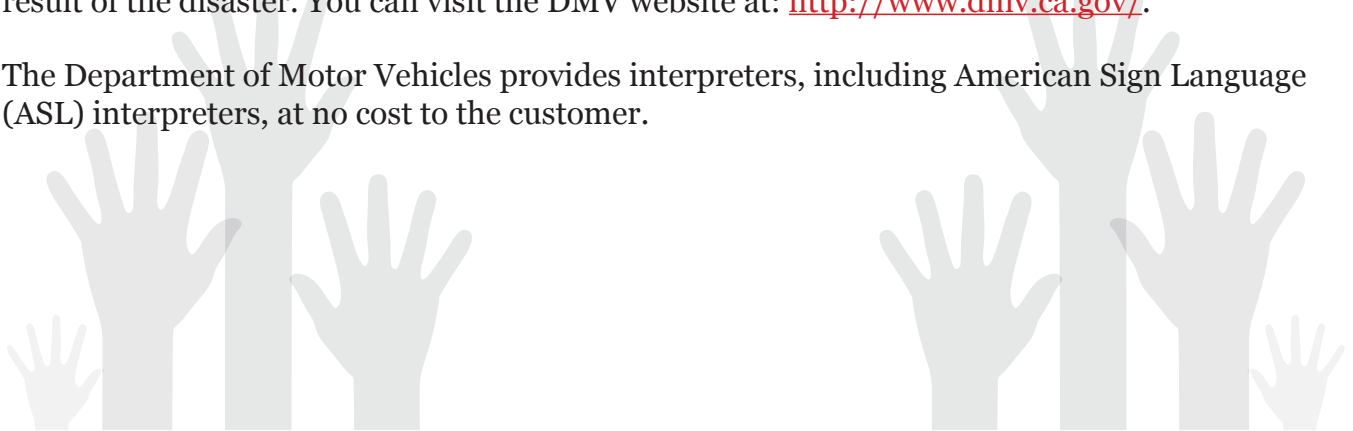 result of the disaster. You can visit the DMV website at: http://www.dmv.ca.gov/.
The Department of Motor Vehicles provides interpreters, including American Sign Language
(ASL) interpreters, at no cost to the customer.